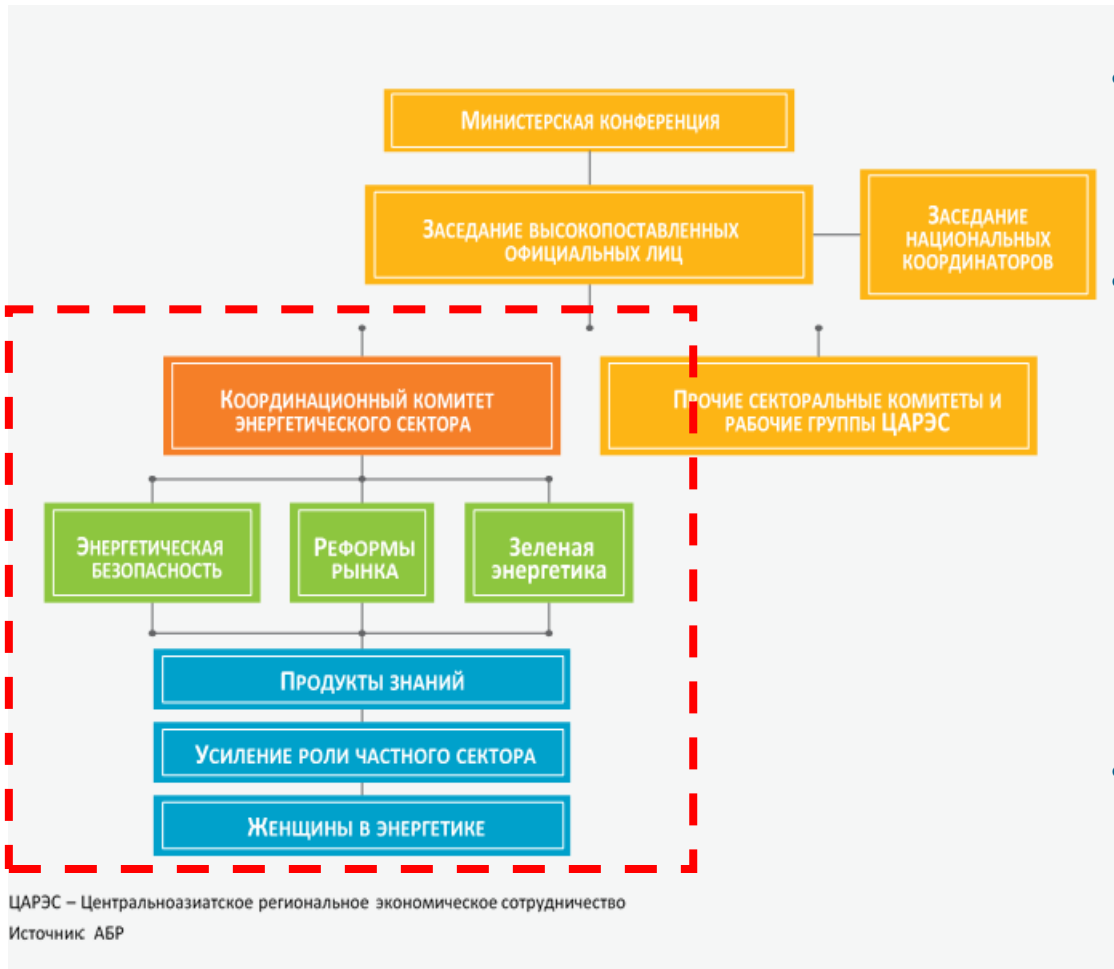 Министерская конференция
Заседание высокопоставленных
официальных лиц
Заседание
национальных
координаторов
Координационный комитет
энергетического сектора
Прочие секторальные комитеты и
рабочие группы ЦАРЭС
Энергетическая
безопасность
Реформы
рынка
Зеленая
энергетика
Продукты знаний
Усиление роли частного сектора
Женщины в энергетике
ЦАРЭС – Центральноазиатское региональное экономическое сотрудничество
Источник: АБР